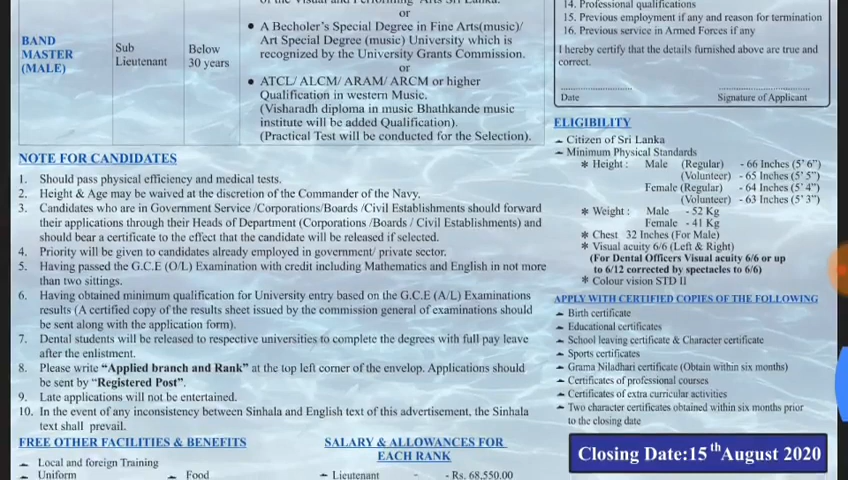 of the Visual and Performing Arts Sri Lanka.
or
● A Becholer's Special Degree in Fine Arts(music)/
Art Special Degree (music) University which is
recognized by the University Grants Commission.
or
● ATCL/ ALCM/ ARAM/ ARCM or higher
Qualification in western Music.
(Visharadh diploma in music Bhathkande music
institute will be added Qualification).
(Practical Test will be conducted for the Selection).
BAND
MASTER
(MALE)
Sub
Lieutenant
Below
30 years
NOTE FOR CANDIDATES
1. Should pass physical efficiency and medical tests.
2. Height & Age may be waived at the discretion of the Commander of the Navy.
3. Candidates who are in Government Service /Corporations/Boards /Civil Establishments should forward
their applications through their Heads of Department (Corporations /Boards / Civil Establishments) and
should bear a certificate to the effect that the candidate will be released if selected.
4. Priority will be given to candidates already employed in government/ private sector.
5. Having passed the G.C.E (O/L) Examination with credit including Mathematics and English in not more
than two sittings.
6. Having obtained minimum qualification for University entry based on the G.C.E (A/L) Examinations
results (A certified copy of the results sheet issued by the commission general of examinations should
be sent along with the application form).
7. Dental students will be released to respective universities to complete the degrees with full pay leave
after the enlistment.
8. Please write “Applied branch and Rank” at the top left corner of the envelop. Applications should
be sent by “Registered Post”.
9. Late applications will not be entertained.
10. In the event of any inconsistency between Sinhala and English text of this advertisement, the Sinhala
text shall prevail.
FREE OTHER FACILITIES & BENEFITS
Local and foreign Training
Uniform
Food
SALARY & ALLOWANCES FOR
EACH RANK
Lieutenant - Rs. 68,550.00
14. Professional qualifications
15. Previous employment if any and reason for termination
16. Previous service in Armed Forces if any
I hereby certify that the details furnished above are true and
correct.
Date
Signature of Applicant
ELIGIBILITY
Citizen of Sri Lanka
Minimum Physical Standards
* Height : Male (Regular) - 66 Inches (5' 6")
(Volunteer) - 65 Inches (5' 5")
Female (Regular) - 64 Inches (5' 4")
(Volunteer) - 63 Inches (5' 3")
* Weight : Male - 52 Kg
Female - 41 Kg
* Chest 32 Inches (For Male)
* Visual acuity 6/6 (Left & Right)
(For Dental Officers Visual acuity 6/6 or up
to 6/12 corrected by spectacles to 6/6)
* Colour vision STD II
APPLY WITH CERTIFIED COPIES OF THE FOLLOWING
Birth certificate
Educational certificates
School leaving certificate & Character certificate
Sports certificates
Grama Niladhari certificate (Obtain within six months)
Certificates of professional courses
Certificates of extra curricular activities
Two character certificates obtained within six months prior
to the closing date
Closing Date:15th August 2020